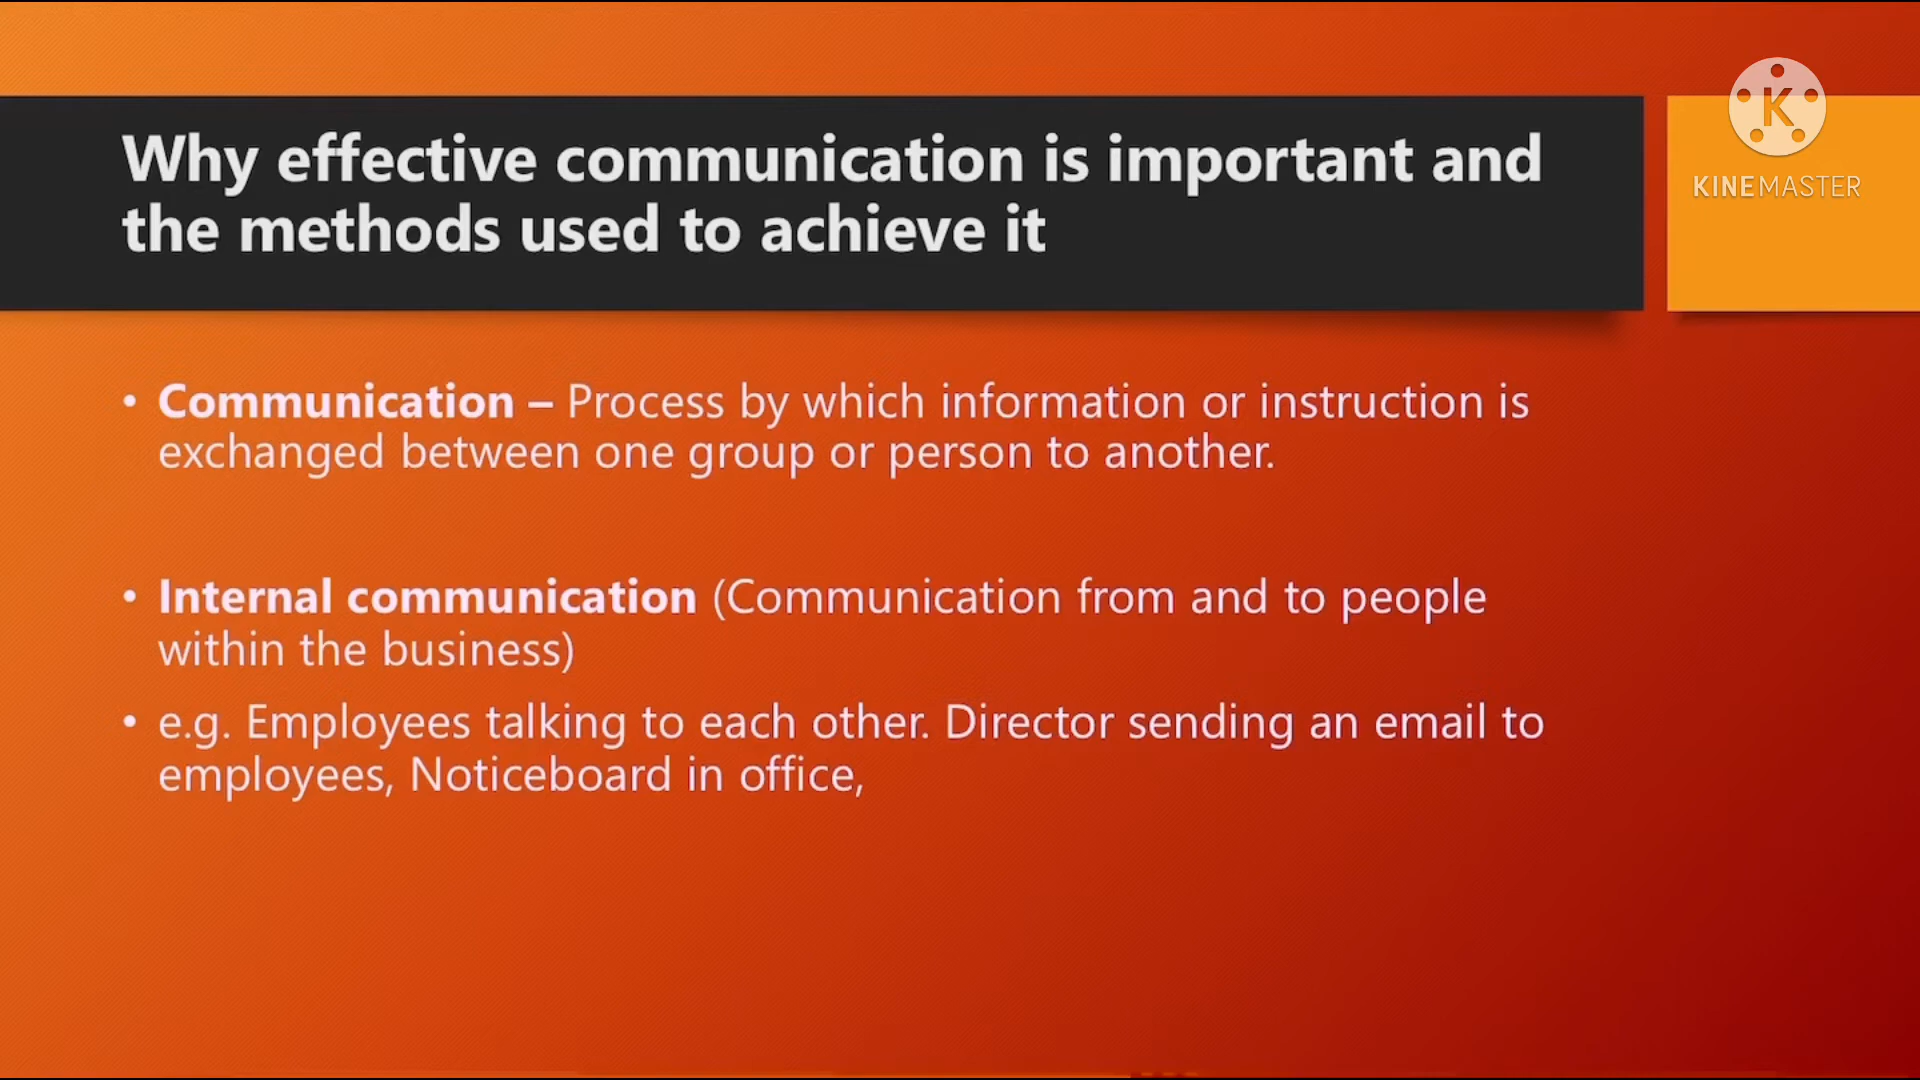 Why effective communication is important and
the methods used to achieve it
K
KINEMASTER
• Communication – Process by which information or instruction is
exchanged between one group or person to another.
• Internal communication (Communication from and to people
within the business)
• e.g. Employees talking to each other. Director sending an email to
employees, Noticeboard in office,